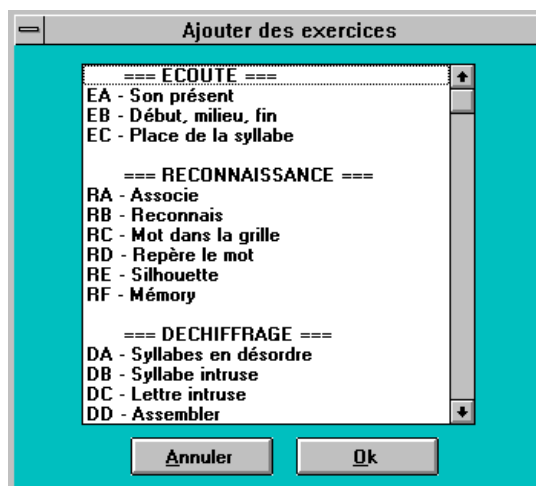 Ajouter des exercices
=== ECOUTE ===
EA - Son présent
EB - Début, milieu, fin
EC - Place de la syllabe
=== RECONNAISSANCE ===
RA - Associe
RB - Reconnais
RC - Mot dans la grille
RD - Repère le mot
RE - Silhouette
RF - Mémory
=== DECHIFFRAGE ===
DA - Syllabes en désordre
DB - Syllabe intruse
DC - Lettre intruse
DD - Assembler
Annuler Ok